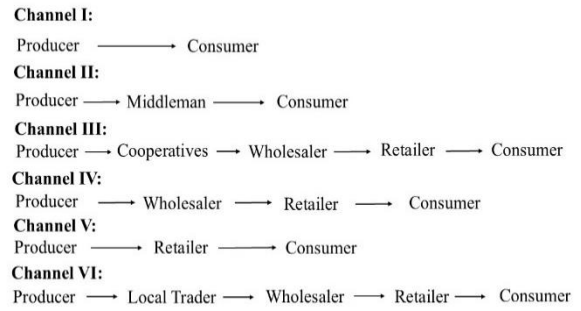 Channel I:
Producer Consumer
Channel II:
Producer Middleman Consumer
Channel III:
Producer Cooperatives Wholesaler Retailer Consumer
Channel IV:
Producer Wholesaler Retailer Consumer
Channel V:
Producer Retailer Consumer
Channel VI:
Producer Local Trader Wholesaler Retailer Consumer